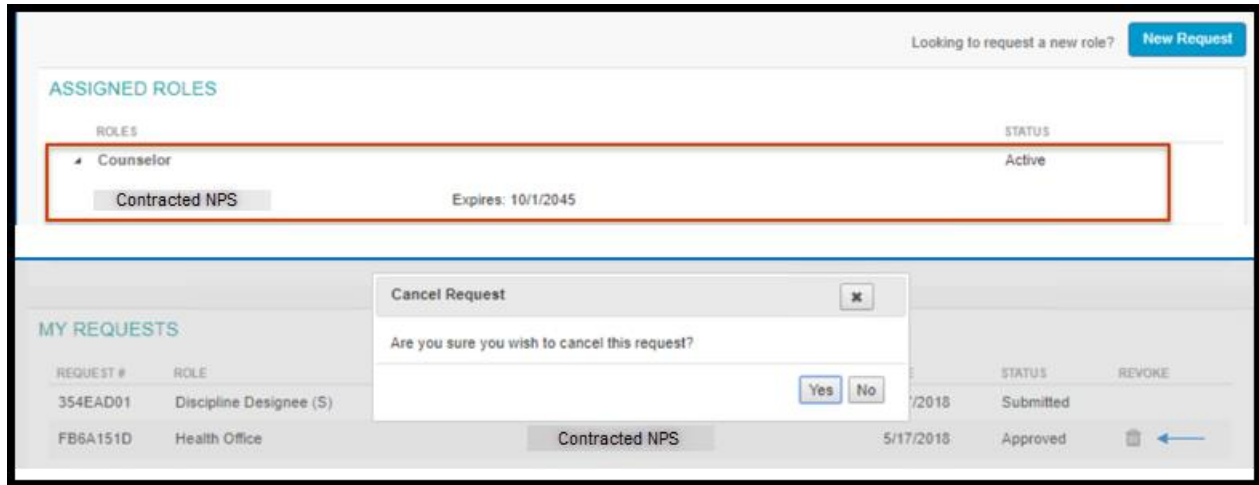 Looking to request a new role? New Request
ASSIGNED ROLES
ROLES STATUS
Counselor Active
Contracted NPS Expires: 10/1/2045
Cancel Request
MY REQUESTS
Are you sure you wish to cancel this request?
REQUEST # ROLE STATUS REVOKE
Yes No
354EAD01 Discipline Designee (S) /2018 Submitted
FB6A151D Health Office Contracted NPS 5/17/2018 Approved